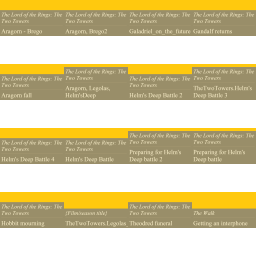 The Lord of the Rings: The
Two Towers
Aragorn - Brego
The Lord of the Rings: The
Two Towers
Aragorn, Brego2
The Lord of the Rings: The
Two Towers
Galadriel_on_the_future
The Lord of the Rings: The
Two Towers
Gandalf returns
The Lord of the Rings: The
Two Towers
Aragorn fall
The Lord of the Rings: The
Two Towers
Aragorn, Legolas,
Helm'sDeep
The Lord of the Rings: The
Two Towers
Helm's Deep Battle 2
The Lord of the Rings: The
Two Towers
TheTwoTowers.Helm's
Deep Battle 3
The Lord of the Rings: The
Two Towers
Helm's Deep Battle 4
The Lord of the Rings: The
Two Towers
Helm's Deep Battle
The Lord of the Rings: The
Two Towers
Preparing for Helm's
Deep battle 2
The Lord of the Rings: The
Two Towers
Preparing for Helm's
Deep battle
The Lord of the Rings: The
Two Towers
Hobbit mourning
[Film/season title]
TheTwoTowers.Legolas
The Lord of the Rings: The
Two Towers
Theodred funeral
The Walk
Getting an interphone